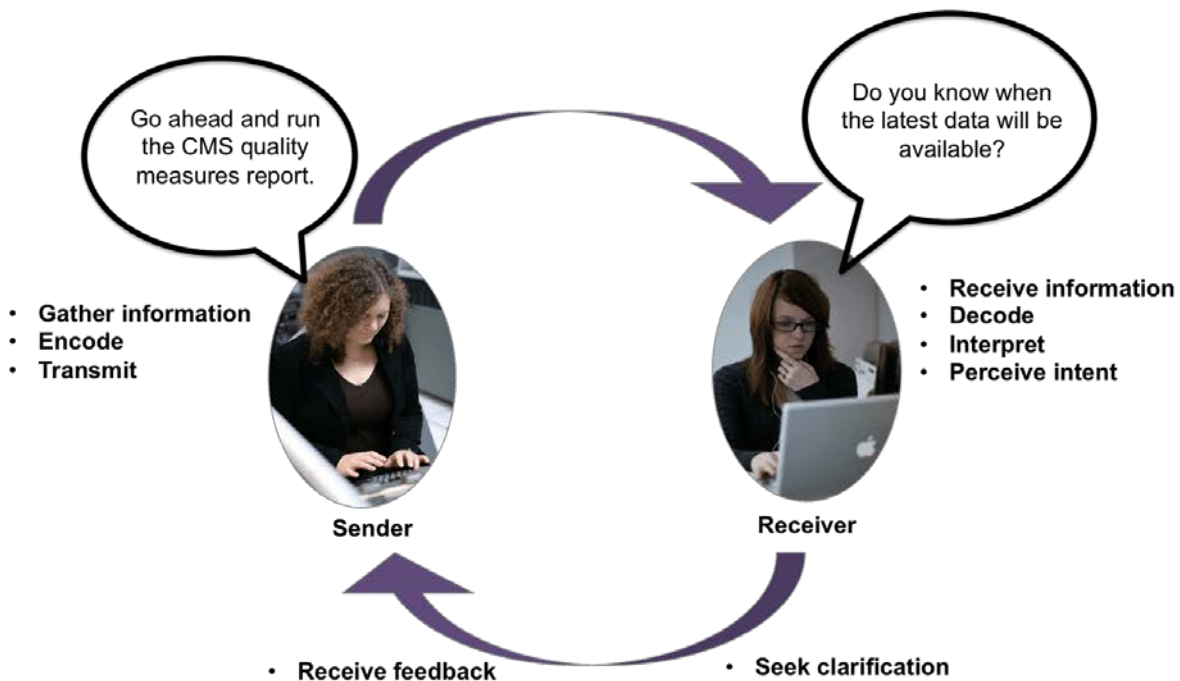 Go ahead and run
the CMS quality
measures report.
Do you know when
the latest data will be
available?
• Gather information
• Encode
• Transmit
• Receive information
• Decode
• Interpret
• Perceive intent
Sender
Receiver
• Receive feedback
• Seek clarification